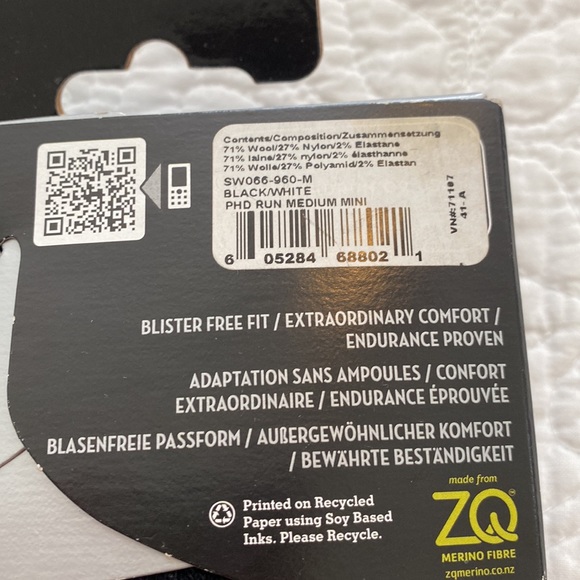 Contents/Composition/Zusammensetzung
71% Wool/27% Nylon/2% Elastane
71% laine/27% nylon/2% élasthanne
71% Wolle/27% Polyamid/2% Elastan
SW066-960-M
BLACK/WHITE
PHD RUN MEDIUM MINI
6 05284 68802 1
VN#:71187
41-A
BLISTER FREE FIT / EXTRAORDINARY COMFORT /
ENDURANCE PROVEN
ADAPTATION SANS AMPOULES / CONFORT
EXTRAORDINAIRE / ENDURANCE ÉPROUVÉE
BLASENFREIE PASSFORM / AUßERGEWÖHNLICHER KOMFORT
/ BEWÄHRTE BESTÄNDIGKEIT
Printed on Recycled
Paper using Soy Based
Inks. Please Recycle.
made from
ZQ™
MERINO FIBRE
zqmerino.co.nz